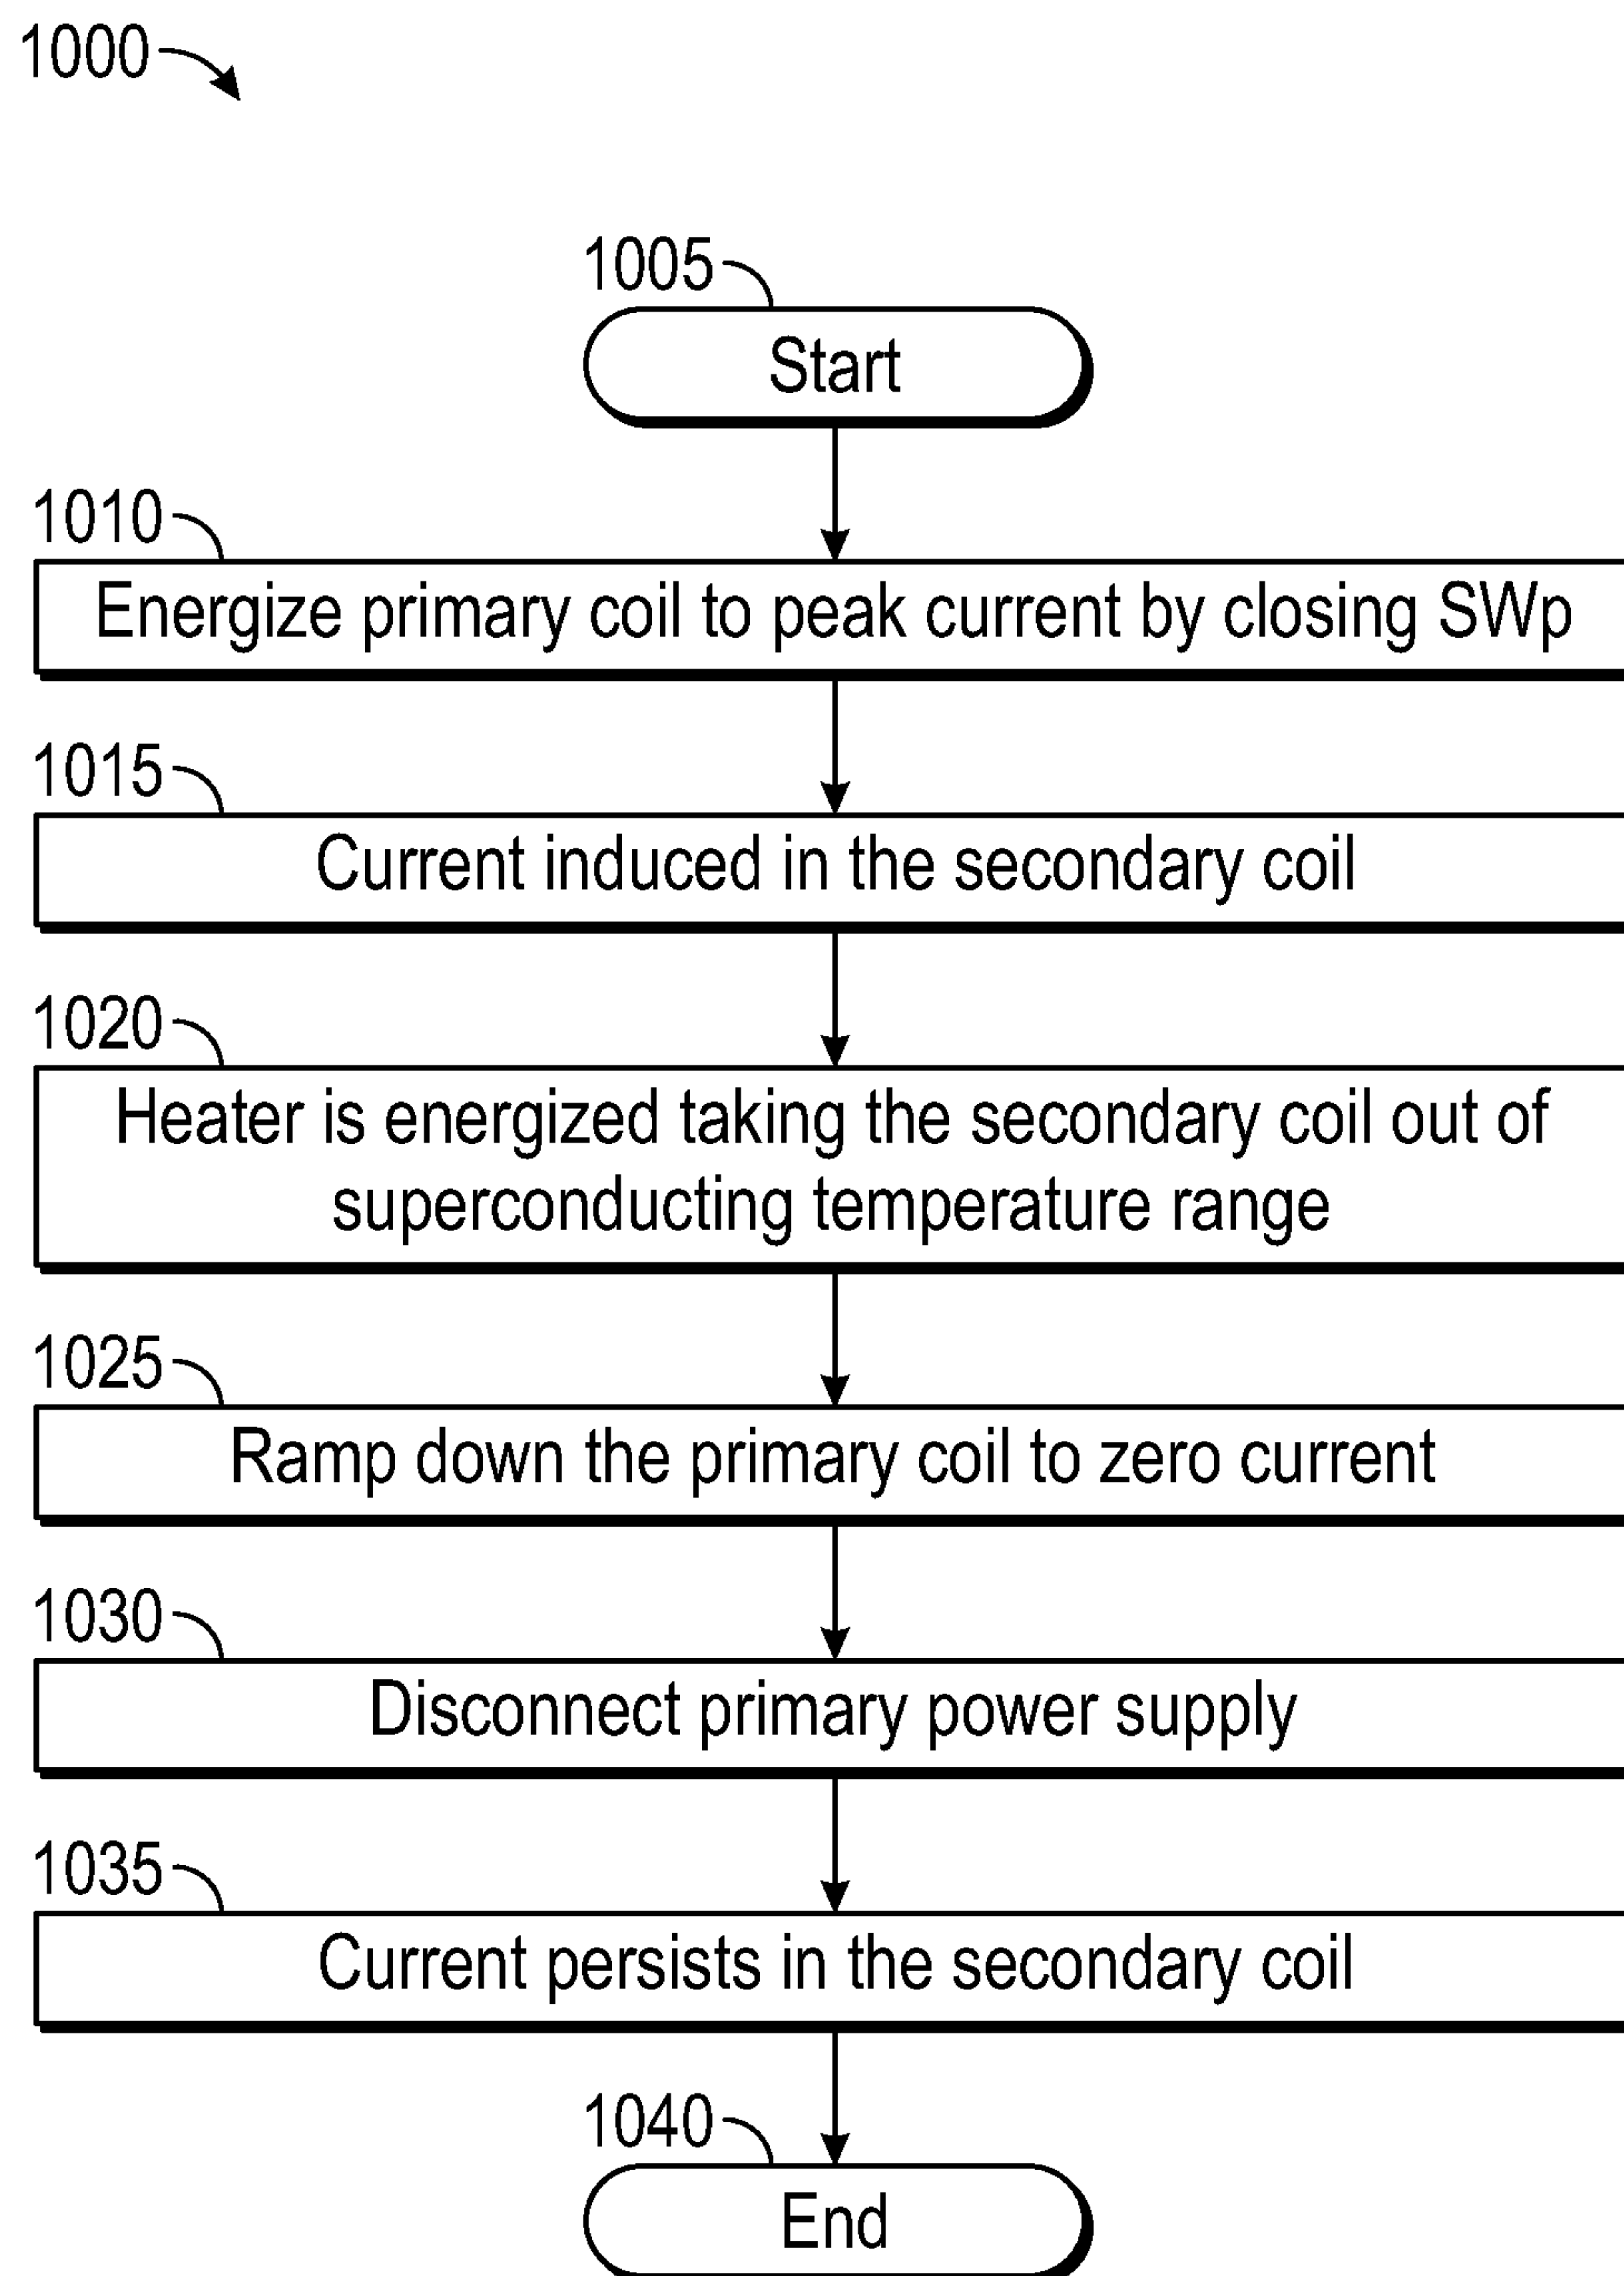 1000
1005
Start
1010
Energize primary coil to peak current by closing SWp
1015
Current induced in the secondary coil
1020
Heater is energized taking the secondary coil out of
superconducting temperature range
1025
Ramp down the primary coil to zero current
1030
Disconnect primary power supply
1035
Current persists in the secondary coil
1040
End